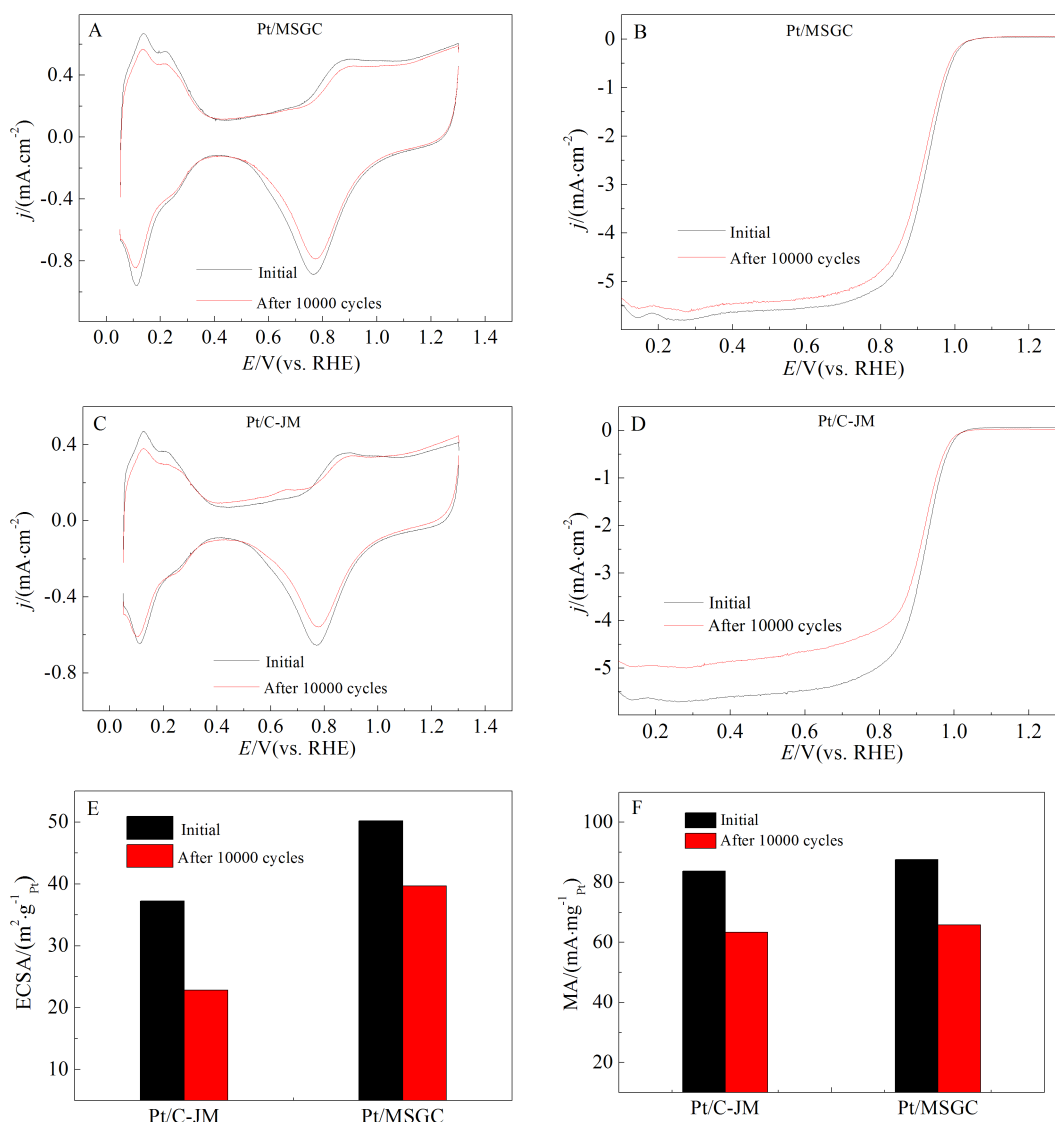 A
Pt/MSGC
0.4
0.0
-0.4
-0.8
j/(mA.cm⁻²)
Initial
After 10000 cycles
0.0 0.2 0.4 0.6 0.8 1.0 1.2 1.4
E/V(vs. RHE)
B
Pt/MSGC
0
-1
-2
-3
-4
-5
j/(mA·cm⁻²)
Initial
After 10000 cycles
0.2 0.4 0.6 0.8 1.0 1.2
E/V(vs. RHE)
C
Pt/C-JM
0.4
0.0
-0.4
-0.8
j/(mA·cm⁻²)
Initial
After 10000 cycles
0.0 0.2 0.4 0.6 0.8 1.0 1.2 1.4
E/V(vs. RHE)
D
Pt/C-JM
0
-1
-2
-3
-4
-5
j/(mA·cm⁻²)
Initial
After 10000 cycles
0.2 0.4 0.6 0.8 1.0 1.2
E/V(vs. RHE)
E
Initial
After 10000 cycles
50
40
30
20
10
ECSA/(m²·g⁻¹Pt)
Pt/C-JM Pt/MSGC
F
Initial
After 10000 cycles
100
80
60
40
20
MA/(mA·mg⁻¹Pt)
Pt/C-JM Pt/MSGC